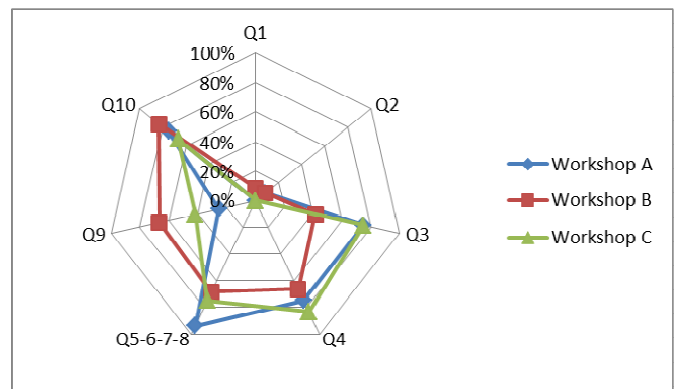 Q1
100%
80%
60%
40%
20%
0%
Q2
Q3
Q4
Q5-6-7-8
Q9
Q10
Workshop A
Workshop B
Workshop C